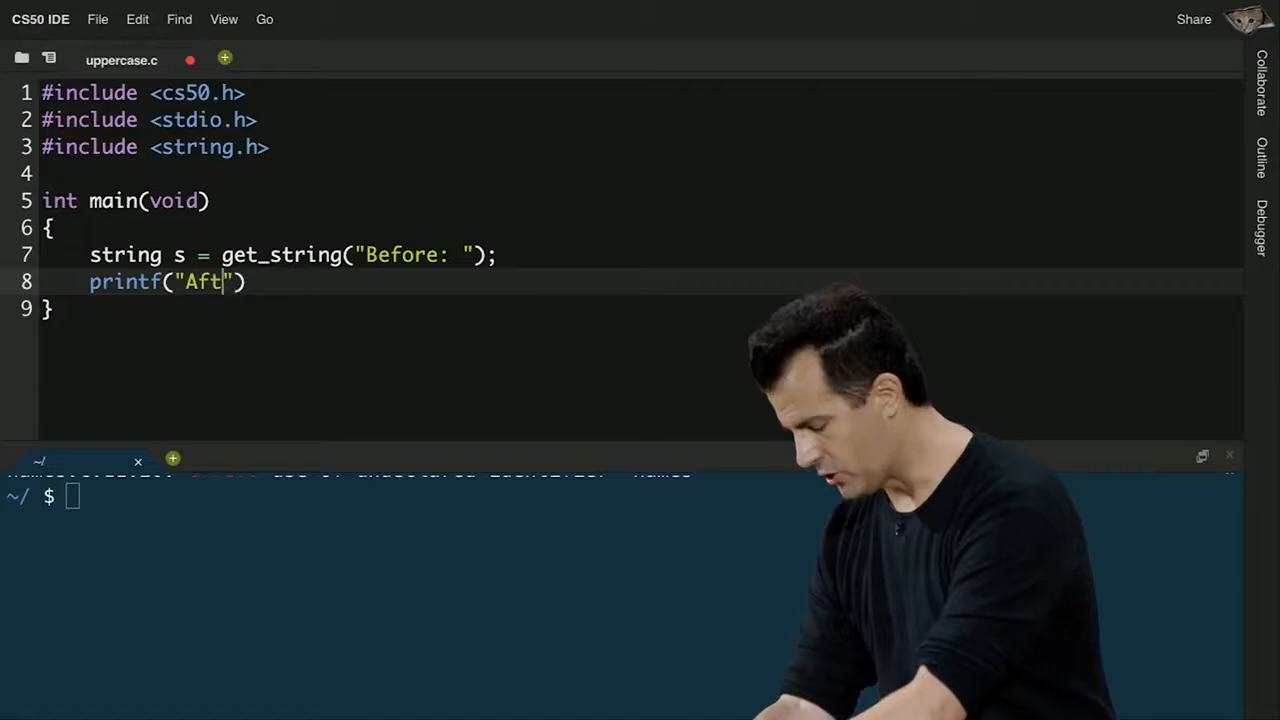 CS50 IDE File Edit Find View Go Share
uppercase.c
Collaborate
Outline
Debugger
1 #include <cs50.h>
2 #include <stdio.h>
3 #include <string.h>
4
5 int main(void)
6 {
7 string s = get_string("Before: ");
8 printf("Aft")
9 }
~/
~/ $